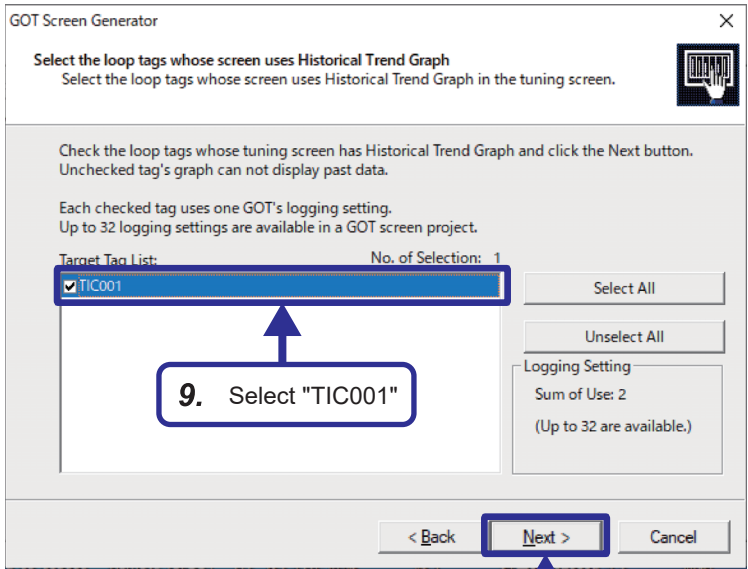 GOT Screen Generator
Select the loop tags whose screen uses Historical Trend Graph
Select the loop tags whose screen uses Historical Trend Graph in the tuning screen.
Check the loop tags whose tuning screen has Historical Trend Graph and click the Next button.
Unchecked tag's graph can not display past data.
Each checked tag uses one GOT's logging setting.
Up to 32 logging settings are available in a GOT screen project.
Target Tag List: No. of Selection: 1
TIC001
Select All
Unselect All
9. Select "TIC001"
Logging Setting
Sum of Use: 2
(Up to 32 are available.)
< Back Next > Cancel